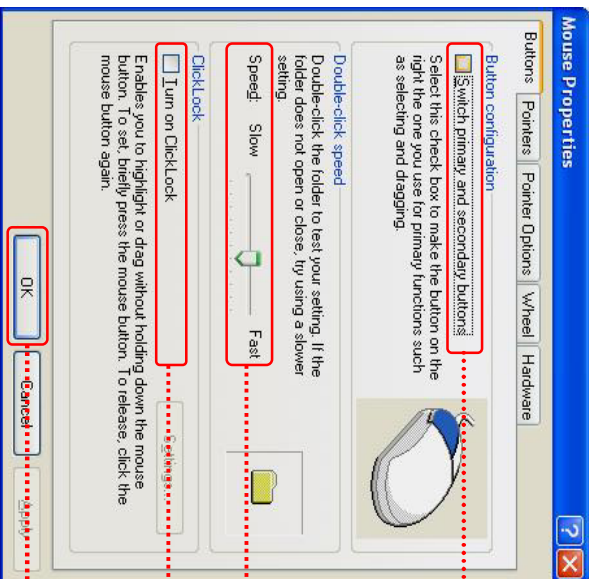 Mouse Properties
Buttons Pointers Pointer Options Wheel Hardware
Button configuration
Switch primary and secondary buttons
Select this check box to make the button on the
right the one you use for primary functions such
as selecting and dragging.
Double-click speed
Double-click the folder to test your setting. If the
folder does not open or close, try using a slower
setting.
Speed: Slow Fast
ClickLock
Turn on ClickLock Settings...
Enables you to highlight or drag without holding down the mouse
button. To set, briefly press the mouse button. To release, click the
mouse button again.
OK Cancel Apply